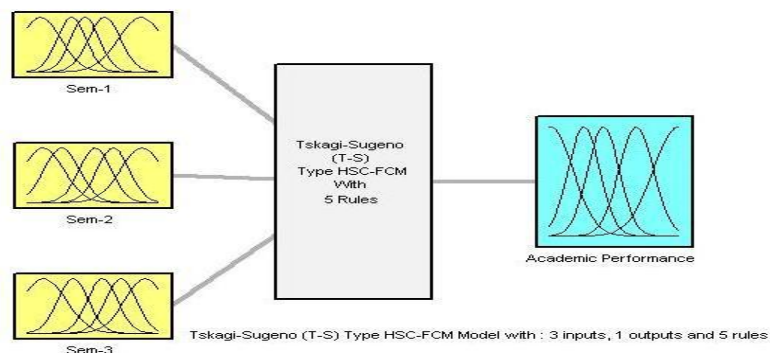 Sem-1
Tskagi-Sugeno
(T-S)
Type HSC-FCM
With
5 Rules
Sem-2
Academic Performance
Tskagi-Sugeno (T-S) Type HSC-FCM Model with : 3 inputs, 1 outputs and 5 rules
Sem-3